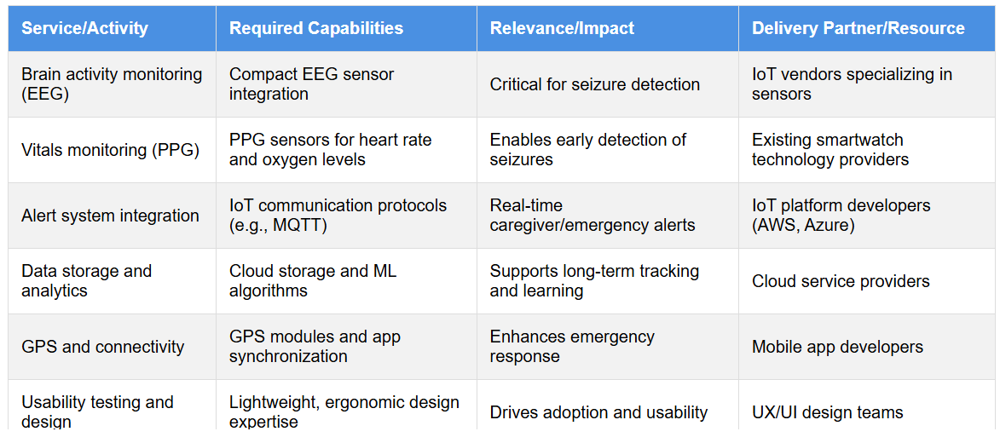 Service/Activity
Required Capabilities
Relevance/Impact
Delivery Partner/Resource
Brain activity monitoring
(EEG)
Compact EEG sensor
integration
Critical for seizure detection
IoT vendors specializing in
sensors
Vitals monitoring (PPG)
PPG sensors for heart rate
and oxygen levels
Enables early detection of
seizures
Existing smartwatch
technology providers
Alert system integration
IoT communication protocols
(e.g., MQTT)
Real-time
caregiver/emergency alerts
IoT platform developers
(AWS, Azure)
Data storage and
analytics
Cloud storage and ML
algorithms
Supports long-term tracking
and learning
Cloud service providers
GPS and connectivity
GPS modules and app
synchronization
Enhances emergency
response
Mobile app developers
Usability testing and
design
Lightweight, ergonomic design
expertise
Drives adoption and usability
UX/UI design teams